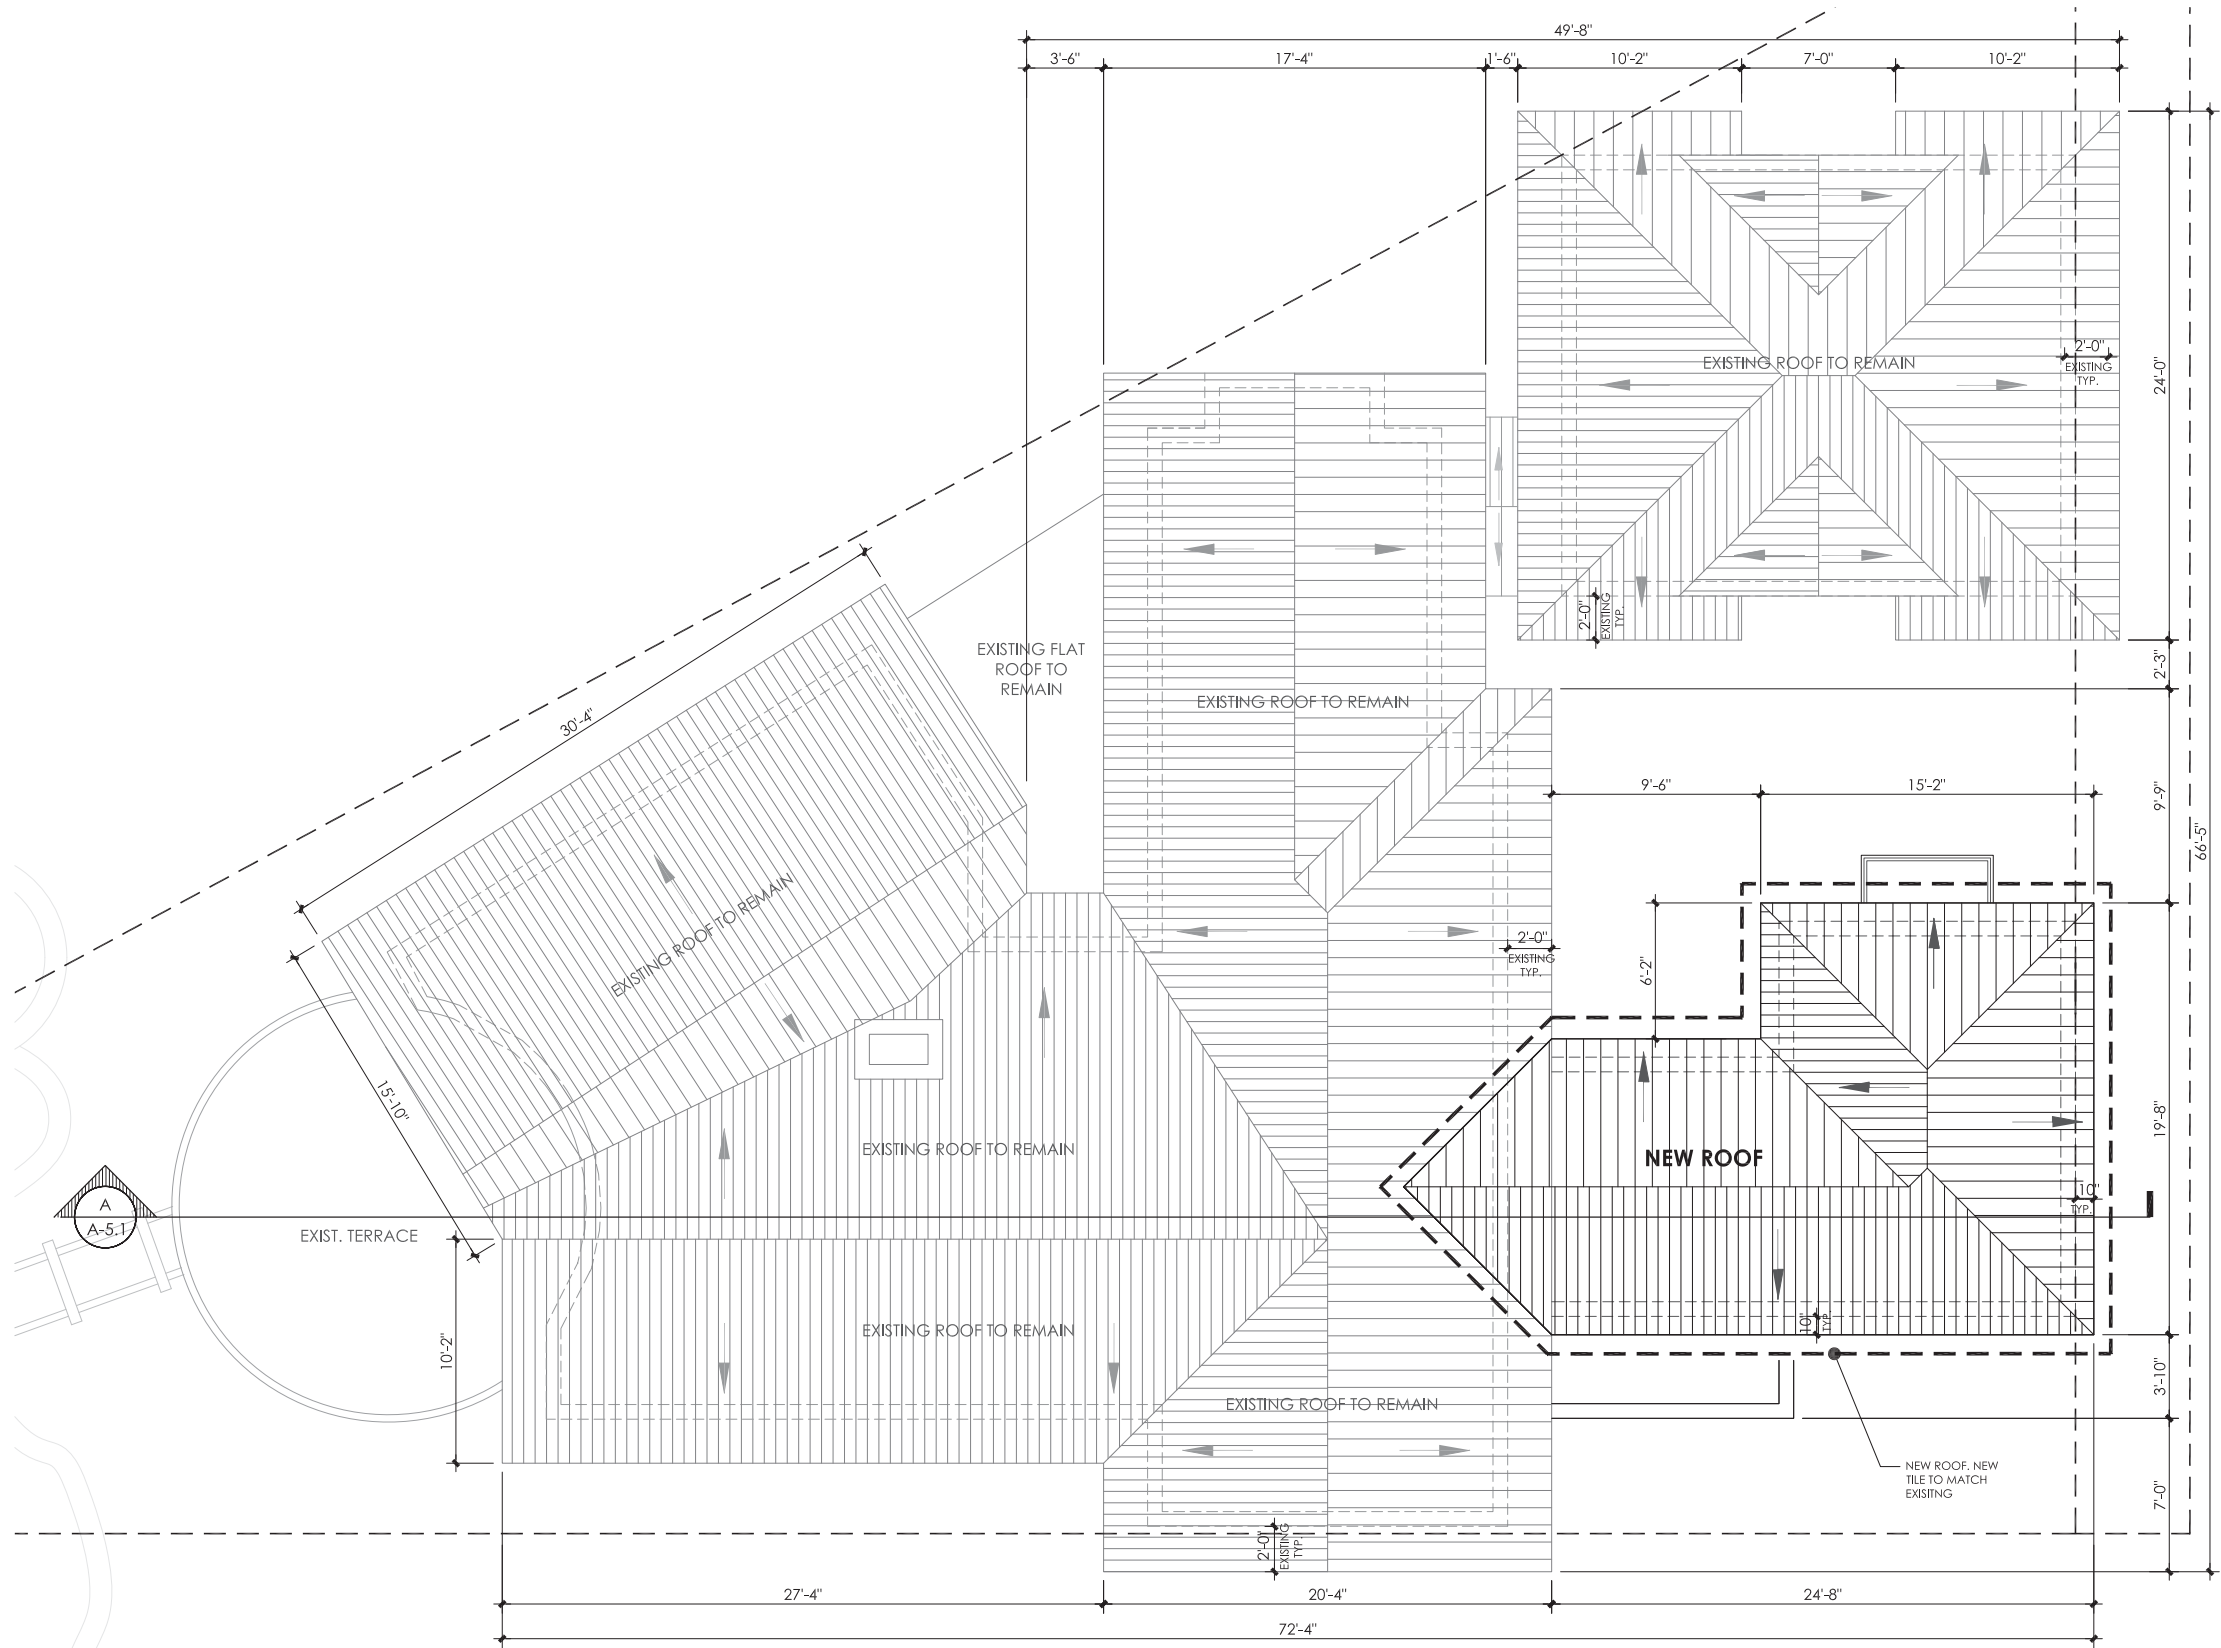 49'-8"
3'-6"
17'-4"
1'-6"
10'-2"
7'-0"
10'-2"
EXISTING ROOF TO REMAIN
2'-0"
EXISTING
TYP.
24'-0"
2'-0"
EXISTING
TYP.
EXISTING FLAT
ROOF TO
REMAIN
EXISTING ROOF TO REMAIN
2'-3"
30'-4"
9'-6"
15'-2"
9'-9"
66'-5"
EXISTING ROOF TO REMAIN
2'-0"
EXISTING
TYP.
6'-2"
15'-10"
EXISTING ROOF TO REMAIN
NEW ROOF
19'-8"
10"
TYP.
A
A-5.1
EXIST. TERRACE
10'-2"
EXISTING ROOF TO REMAIN
10"
TYP.
EXISTING ROOF TO REMAIN
3'-10"
NEW ROOF. NEW
TILE TO MATCH
EXISITNG
7'-0"
2'-0"
EXISTING
TYP.
27'-4"
20'-4"
24'-8"
72'-4"